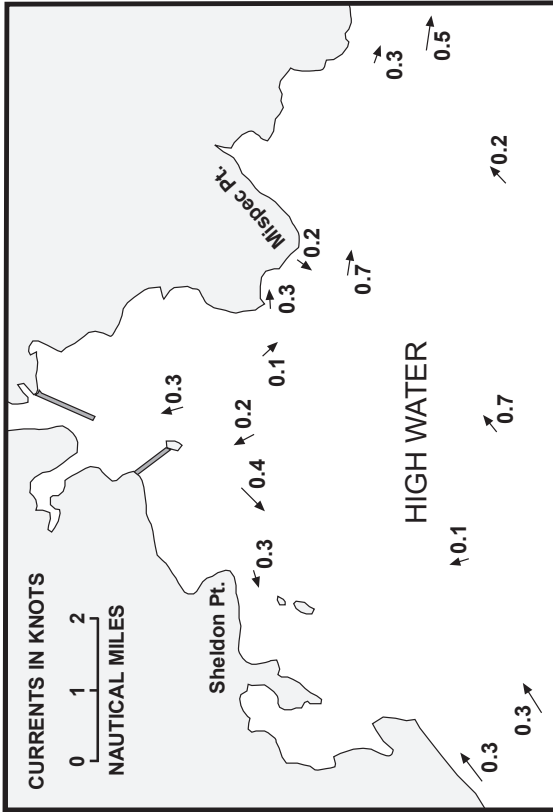 CURRENTS IN KNOTS
0 1 2
NAUTICAL MILES
0.3
Sheldon Pt.
Mispec Pt.
0.2
0.4
0.3
0.1
0.3
0.2
0.7
0.3
HIGH WATER
0.5
0.1
0.3
0.2
0.7
0.3